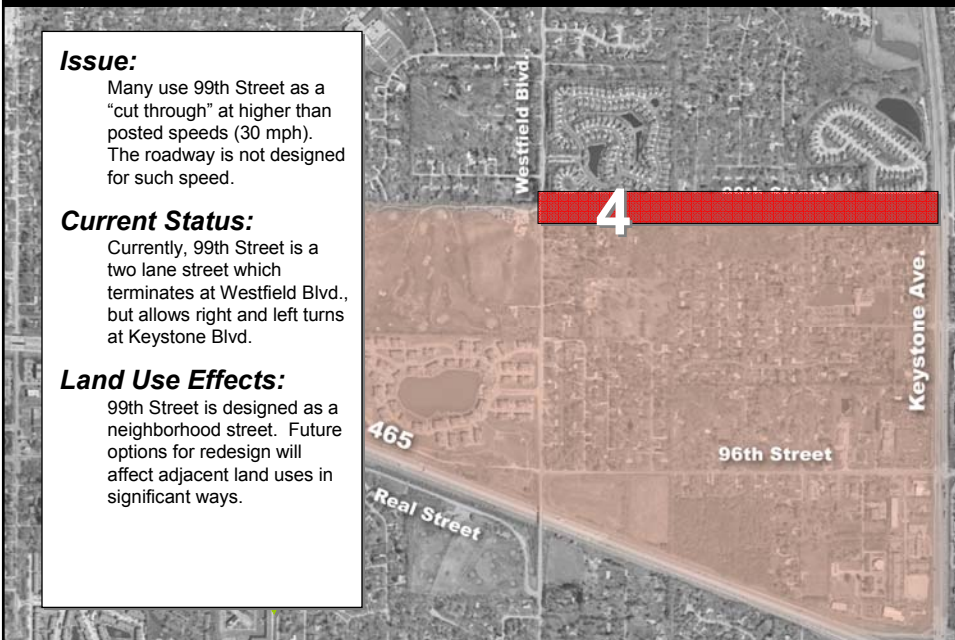 Issue:
Many use 99th Street as a
“cut through” at higher than
posted speeds (30 mph).
The roadway is not designed
for such speed.
Current Status:
Currently, 99th Street is a
two lane street which
terminates at Westfield Blvd.,
but allows right and left turns
at Keystone Blvd.
Land Use Effects:
99th Street is designed as a
neighborhood street.  Future
options for redesign will
affect adjacent land uses in
significant ways.
Westfield Blvd.
99th Street
4
Keystone Ave.
465
96th Street
Real Street